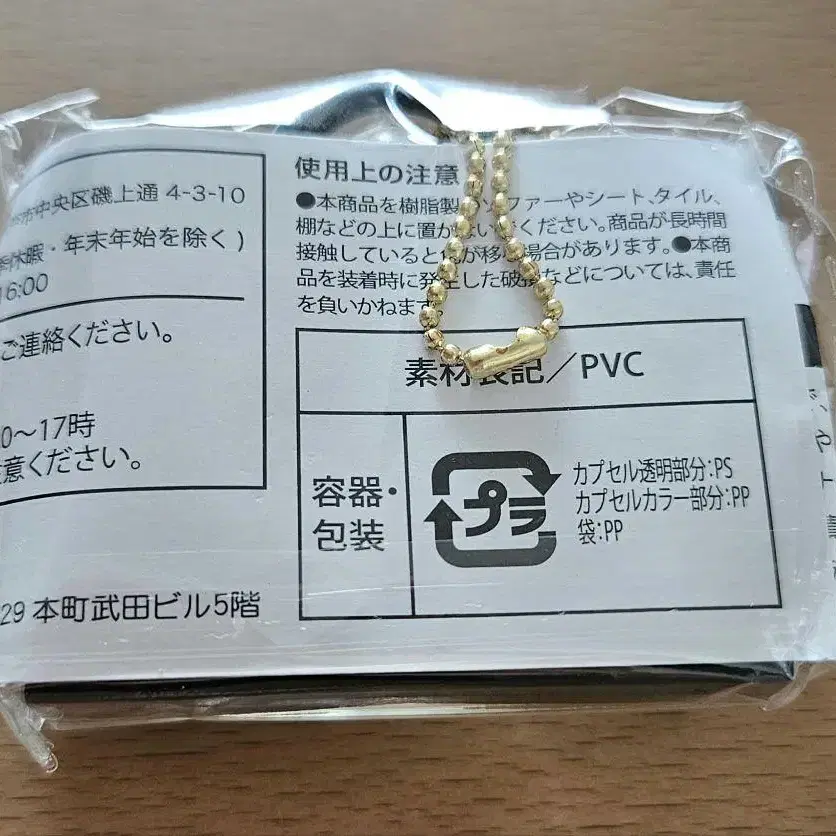 市中央区磯上通 4-3-10
季休暇・年末年始を除く)
16:00
ご連絡ください。
0～17時
意ください。
29 本町武田ビル5階
使用上の注意
●本商品を樹脂製 ファーやシート、タイル、
棚などの上に置か ください。商品が長時間
接触していると 移 場合があります。●本商
品を装着時に発生した破損などについては、責任
を負いかねます
素材表記／PVC
容器・
包装
プラ
カプセル透明部分:PS
カプセルカラー部分:PP
袋:PP